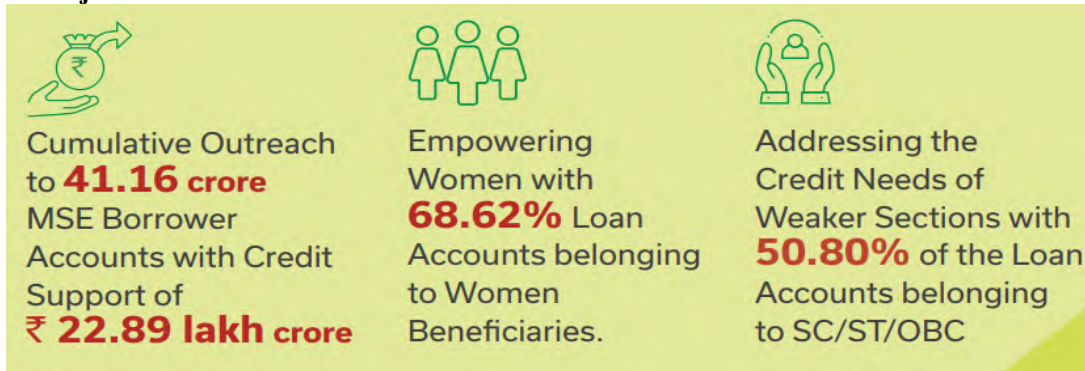 ₹
Cumulative Outreach
to 41.16 crore
MSE Borrower
Accounts with Credit
Support of
₹ 22.89 lakh crore
Empowering
Women with
68.62% Loan
Accounts belonging
to Women
Beneficiaries.
Addressing the
Credit Needs of
Weaker Sections with
50.80% of the Loan
Accounts belonging
to SC/ST/OBC